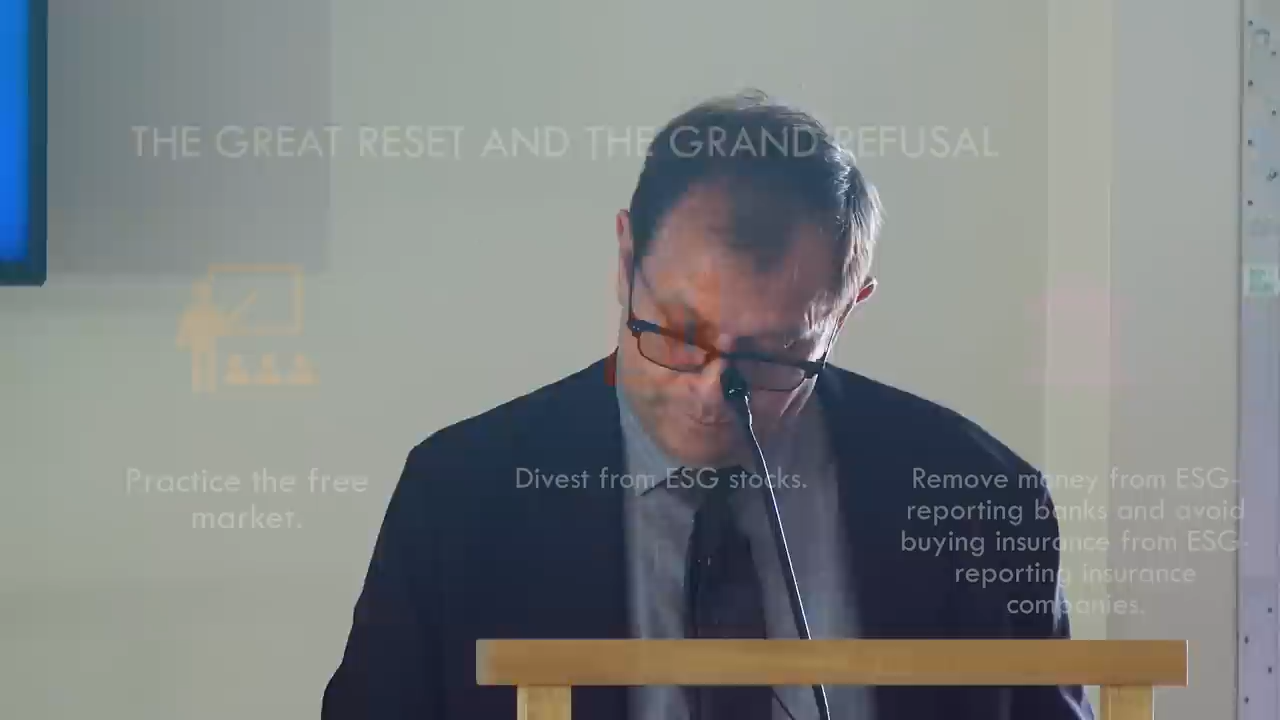 THE GREAT RESET AND THE GRAND REFUSAL
Practice the free
market.
Divest from ESG stocks.
Remove money from ESG-
reporting banks and avoid
buying insurance from ESG-
reporting insurance
companies.